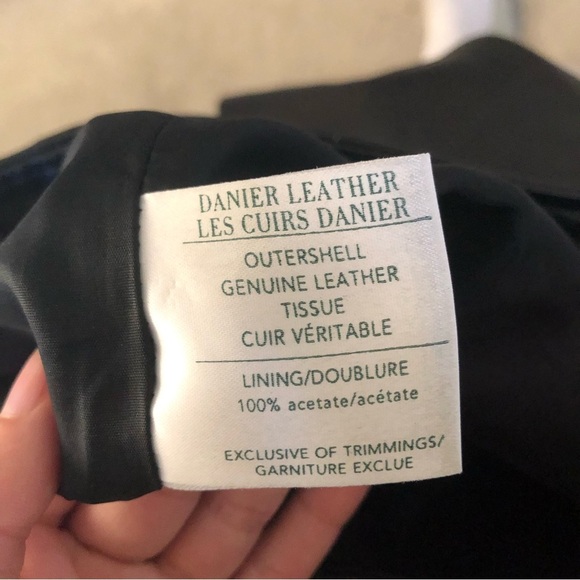 DANIER LEATHER
LES CUIRS DANIER
OUTERSHELL
GENUINE LEATHER
TISSUE
CUIR VÉRITABLE
LINING/DOUBLURE
100% acetate/acétate
EXCLUSIVE OF TRIMMINGS/
GARNITURE EXCLUE